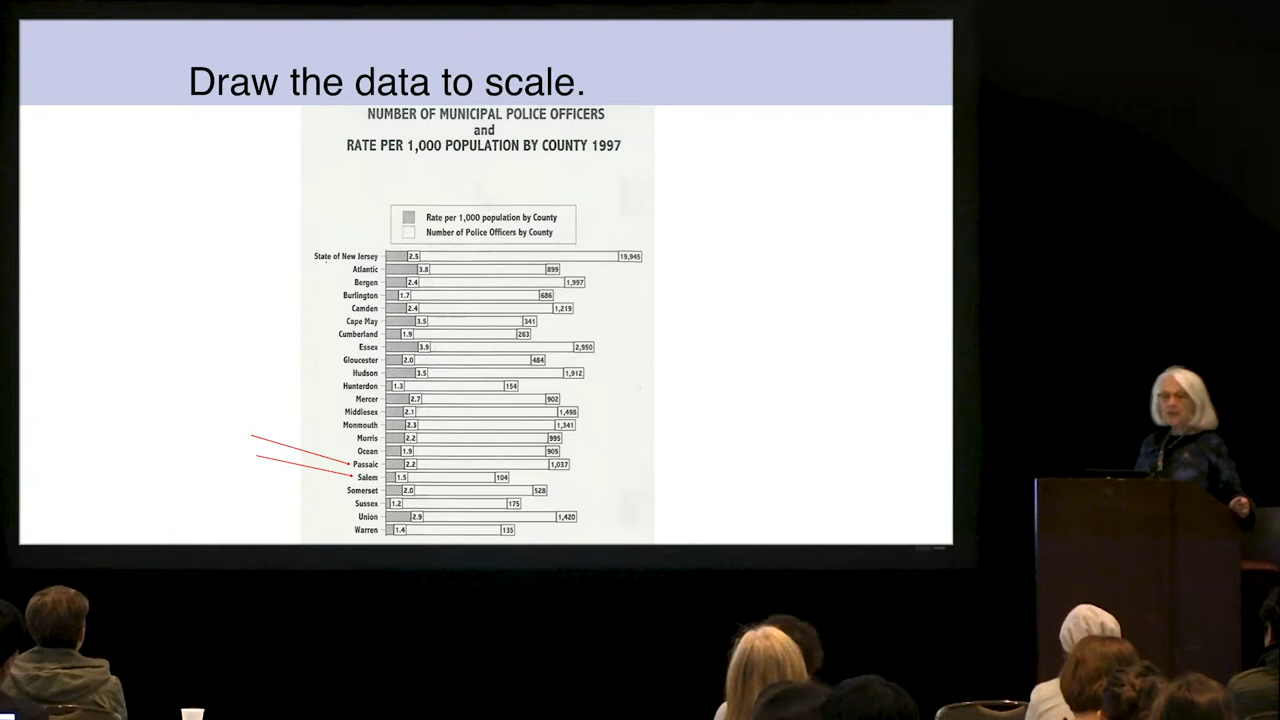 Draw the data to scale.
NUMBER OF MUNICIPAL POLICE OFFICERS
and
RATE PER 1,000 POPULATION BY COUNTY 1997
Rate per 1,000 population by County
Number of Police Officers by County
State of New Jersey 2.5 19,945
Atlantic 3.8 899
Bergen 2.4 1,997
Burlington 1.7 686
Camden 2.4 1,219
Cape May 3.5 341
Cumberland 1.9 263
Essex 3.9 2,950
Gloucester 2.0 484
Hudson 3.5 1,912
Hunterdon 1.3 154
Mercer 2.7 902
Middlesex 2.1 1,498
Monmouth 2.3 1,341
Morris 2.2 995
Ocean 1.9 905
Passaic 2.2 1,037
Salem 1.5 104
Somerset 2.0 528
Sussex 1.2 175
Union 2.9 1,420
Warren 1.4 135